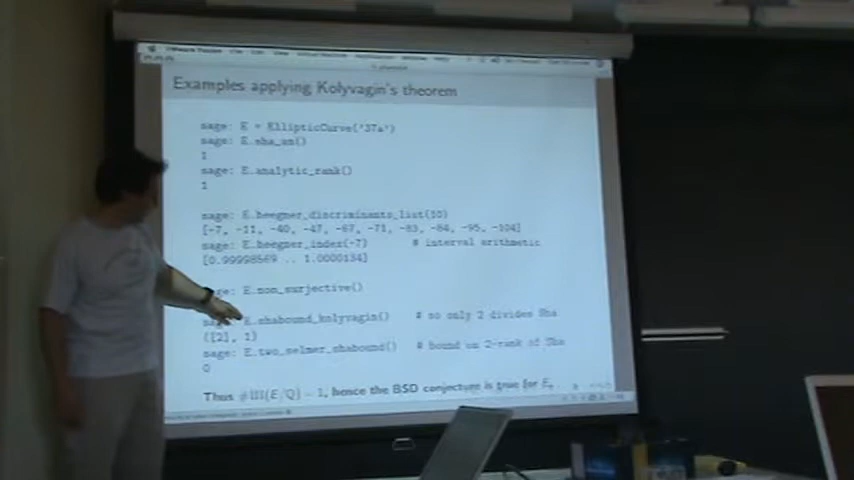 Examples applying Kolyvagin's theorem
sage: E = EllipticCurve('37a')
sage: E.sha_an()
1
sage: E.analytic_rank()
1
sage: E.heegner_discriminants_list(10)
[-7, -11, -40, -47, -67, -71, -83, -84, -95, -104]
sage: E.heegner_index(-7) # interval arithmetic
[0.99998569 .. 1.0000134]
E.non_surjective()
E.shabound_kolyvagin() # so only 2 divides Sha
([2], 1)
sage: E.two_selmer_shabound() # bound on 2-rank of Sha
0
Thus #Ш(E/Q) = 1, hence the BSD conjecture is true for E.